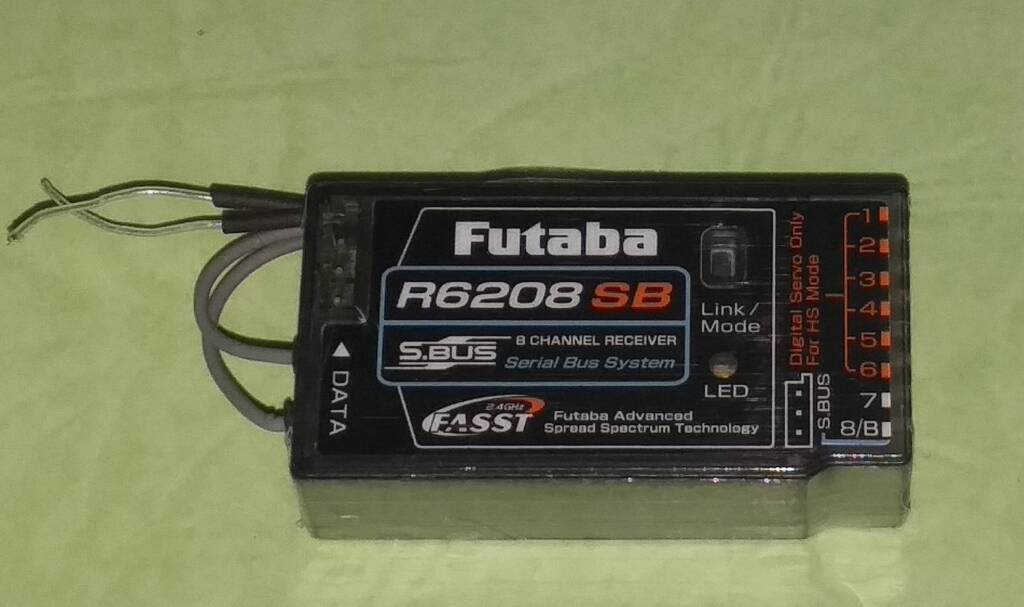 Futaba
R6208 SB
S.BUS
8 CHANNEL RECEIVER
Serial Bus System
2.4GHz
FASST
Futaba Advanced
Spread Spectrum Technology
Link /
Mode
LED
DATA
Digital Servo Only
For HS Mode
S.BUS
1
2
3
4
5
6
7
8/B